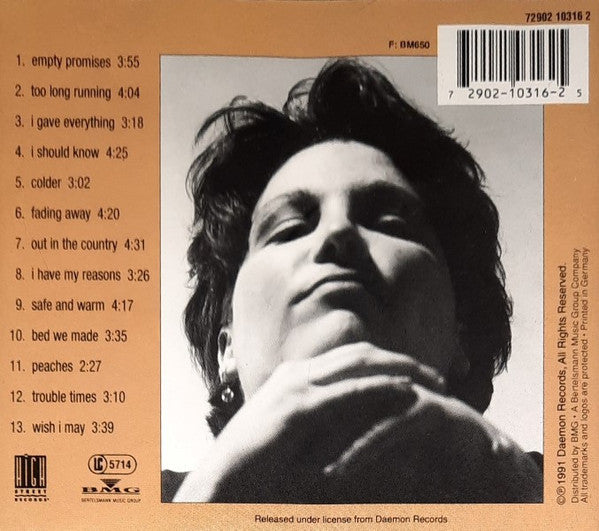 72902 10316 2
F: BM650
7 72902-10316-2 5
1. empty promises 3:55
2. too long running 4:04
3. i gave everything 3:18
4. i should know 4:25
5. colder 3:02
6. fading away 4:20
7. out in the country 4:31
8. i have my reasons 3:26
9. safe and warm 4:17
10. bed we made 3:35
11. peaches 2:27
12. trouble times 3:10
13. wish i may 3:39
HIGH
STREET
RECORDS
LC 5714
BMG
BERTELSMANN MUSIC GROUP
Released under license from Daemon Records
©℗ 1991 Daemon Records, All Rights Reserved.
Distributed by BMG • A Bertelsmann Music Group Company
All trademarks and logos are protected • Printed in Germany